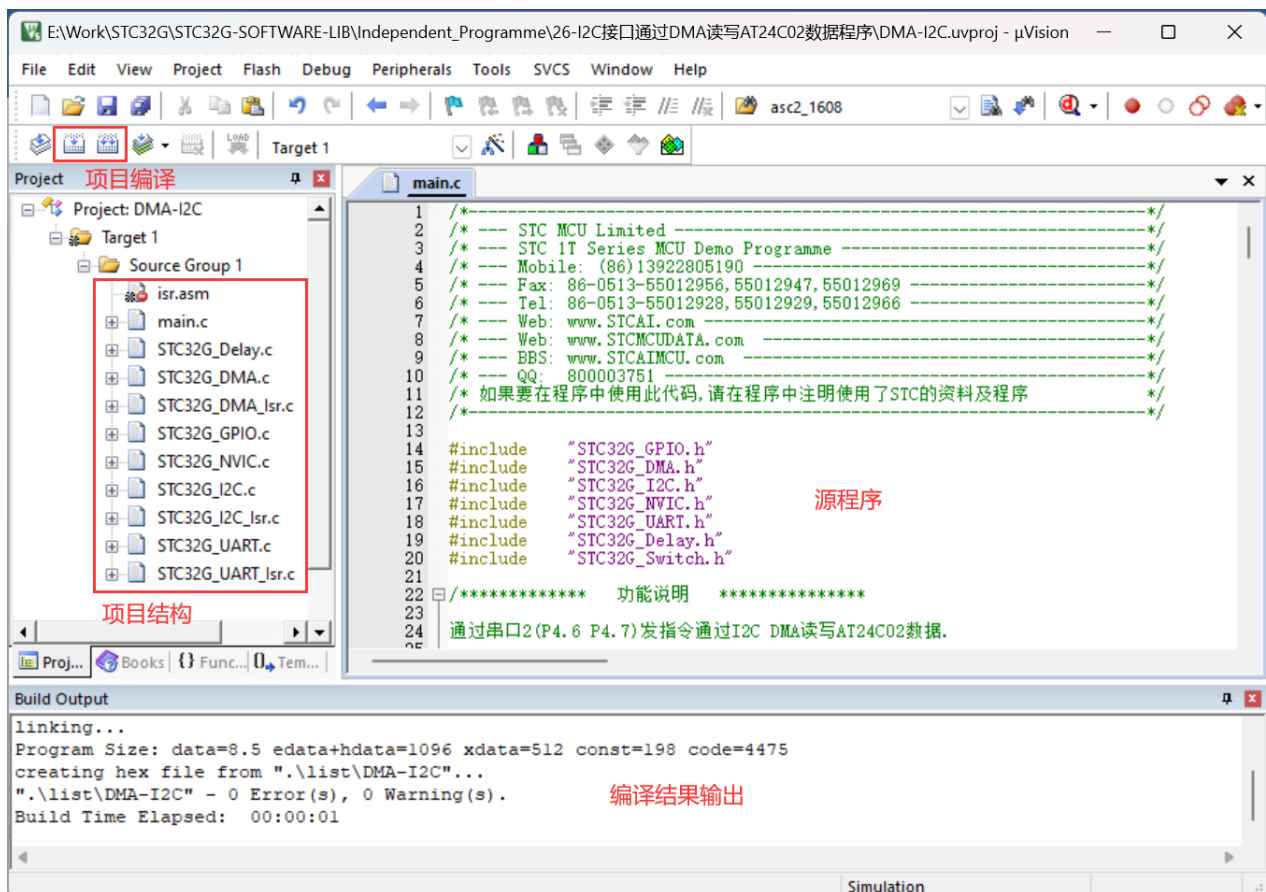 E:\Work\STC32G\STC32G-SOFTWARE-LIB\Independent_Programme\26-I2C接口通过DMA读写AT24C02数据程序\DMA-I2C.uvproj - µVision
File Edit View Project Flash Debug Peripherals Tools SVCS Window Help
asc2_1608
LOAD Target 1
Project 项目编译
main.c
Project: DMA-I2C
Target 1
Source Group 1
isr.asm
main.c
STC32G_Delay.c
STC32G_DMA.c
STC32G_DMA_Isr.c
STC32G_GPIO.c
STC32G_NVIC.c
STC32G_I2C.c
STC32G_I2C_Isr.c
STC32G_UART.c
STC32G_UART_Isr.c
项目结构
Proj... Books {} Func... Tem...
1 /*---------------------------------------------------------------------*/
2 /* --- STC MCU Limited ------------------------------------------------*/
3 /* --- STC 1T Series MCU Demo Programme -------------------------------*/
4 /* --- Mobile: (86)13922805190 ----------------------------------------*/
5 /* --- Fax: 86-0513-55012956,55012947,55012969 ------------------------*/
6 /* --- Tel: 86-0513-55012928,55012929,55012966 ------------------------*/
7 /* --- Web: www.STCAI.com ---------------------------------------------*/
8 /* --- Web: www.STCMCUDATA.com  ---------------------------------------*/
9 /* --- BBS: www.STCAIMCU.com  -----------------------------------------*/
10 /* --- QQ:  800003751 -------------------------------------------------*/
11 /* 如果要在程序中使用此代码,请在程序中注明使用了STC的资料及程序 */
12 /*---------------------------------------------------------------------*/
13
14 #include "STC32G_GPIO.h"
15 #include "STC32G_DMA.h"
16 #include "STC32G_I2C.h"
17 #include "STC32G_NVIC.h"
18 #include "STC32G_UART.h"
19 #include "STC32G_Delay.h"
20 #include "STC32G_Switch.h"
源程序
21
22 /************* 功能说明 ***************
23
24 通过串口2(P4.6 P4.7)发指令通过I2C DMA读写AT24C02数据.
25
Build Output
linking...
Program Size: data=8.5 edata+hdata=1096 xdata=512 const=198 code=4475
creating hex file from ".\list\DMA-I2C"...
".\list\DMA-I2C" - 0 Error(s), 0 Warning(s).
编译结果输出
Build Time Elapsed:  00:00:01
Simulation